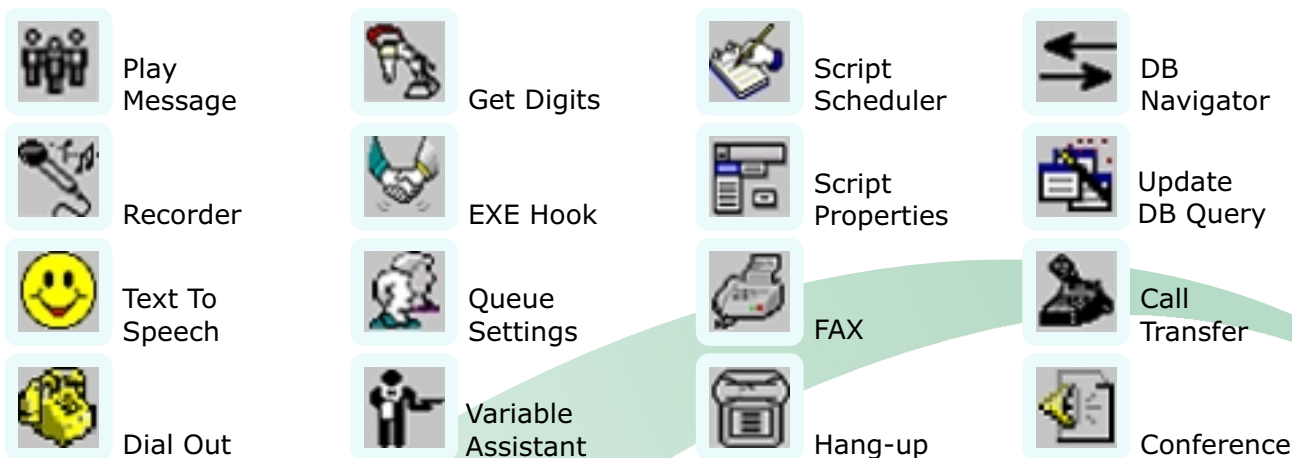 Play
Message
Get Digits
Script
Scheduler
DB
Navigator
Recorder
EXE Hook
Script
Properties
Update
DB Query
Text To
Speech
Queue
Settings
FAX
Call
Transfer
Dial Out
Variable
Assistant
Hang-up
Conference